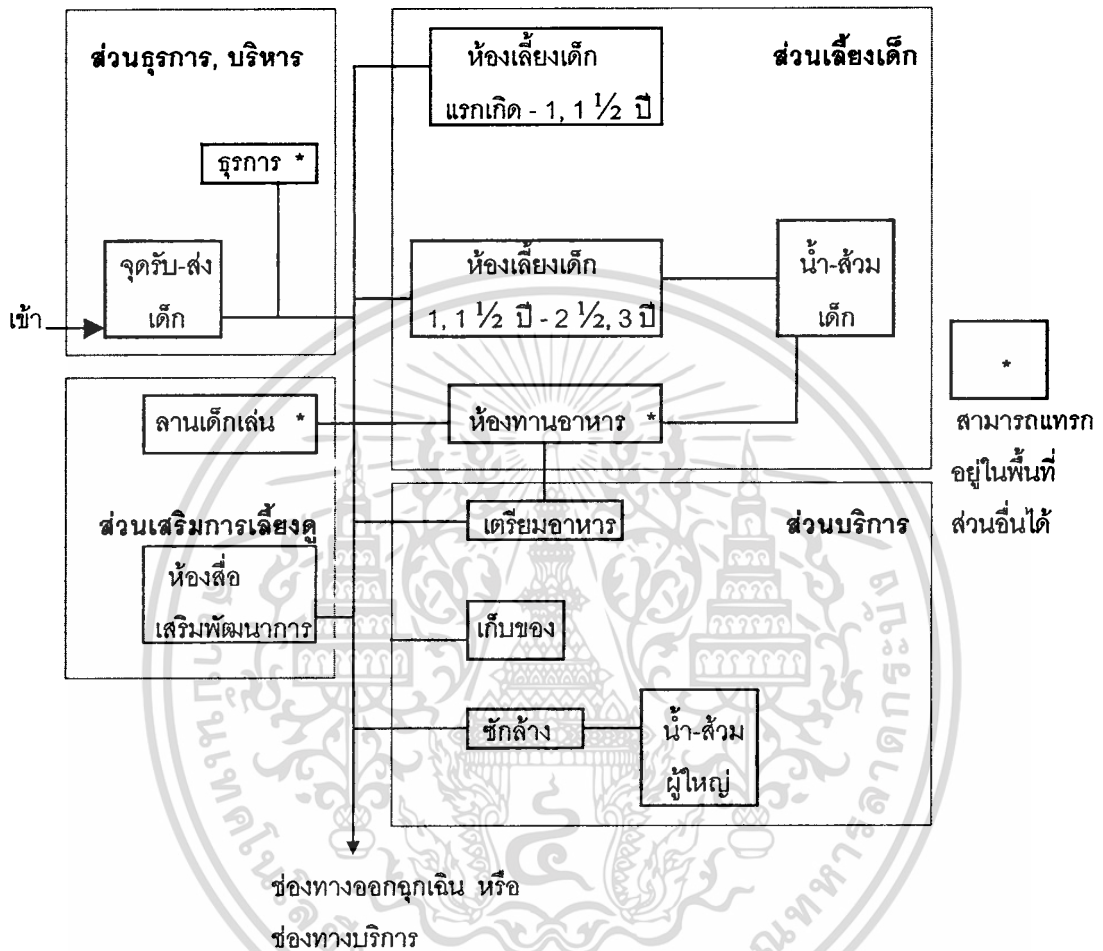 ส่วนธุรการ, บริหาร
ธุรการ *
จุดรับ-ส่ง
เด็ก
เข้า
ส่วนเลี้ยงเด็ก
ห้องเลี้ยงเด็ก
แรกเกิด - 1, 1 ½ ปี
ห้องเลี้ยงเด็ก
1, 1 ½ ปี - 2 ½, 3 ปี
น้ำ-ส้วม
เด็ก
ห้องทานอาหาร *
*
สามารถแทรก
อยู่ในพื้นที่
ส่วนอื่นได้
ลานเด็กเล่น *
ส่วนเสริมการเลี้ยงดู
ห้องสื่อ
เสริมพัฒนาการ
ส่วนบริการ
เตรียมอาหาร
เก็บของ
ซักล้าง
น้ำ-ส้วม
ผู้ใหญ่
ช่องทางออกฉุกเฉิน หรือ
ช่องทางบริการ